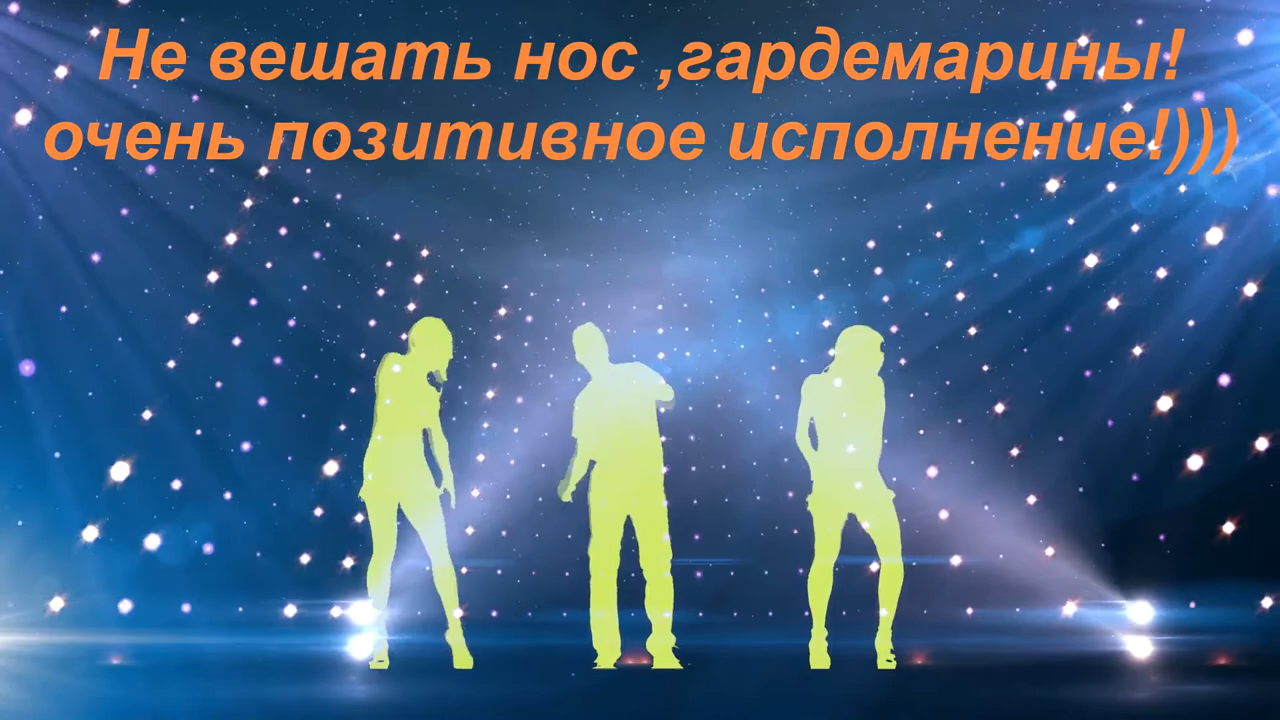 Не вешать нос ,гардемарины!
очень позитивное исполнение!)))